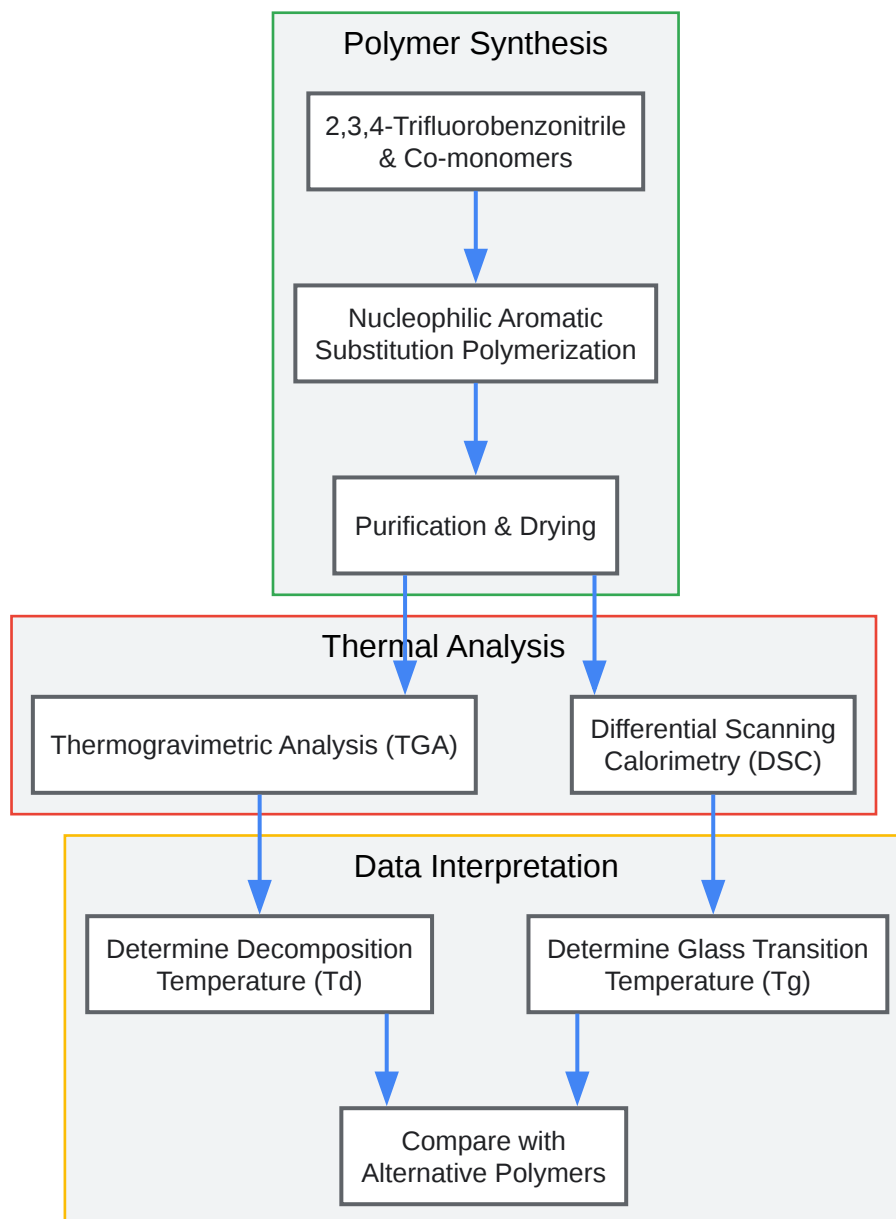 Polymer Synthesis
2,3,4-Trifluorobenzonitrile
& Co-monomers
Nucleophilic Aromatic
Substitution Polymerization
Purification & Drying
Thermal Analysis
Thermogravimetric Analysis (TGA)
Differential Scanning
Calorimetry (DSC)
Data Interpretation
Determine Decomposition
Temperature (Td)
Determine Glass Transition
Temperature (Tg)
Compare with
Alternative Polymers